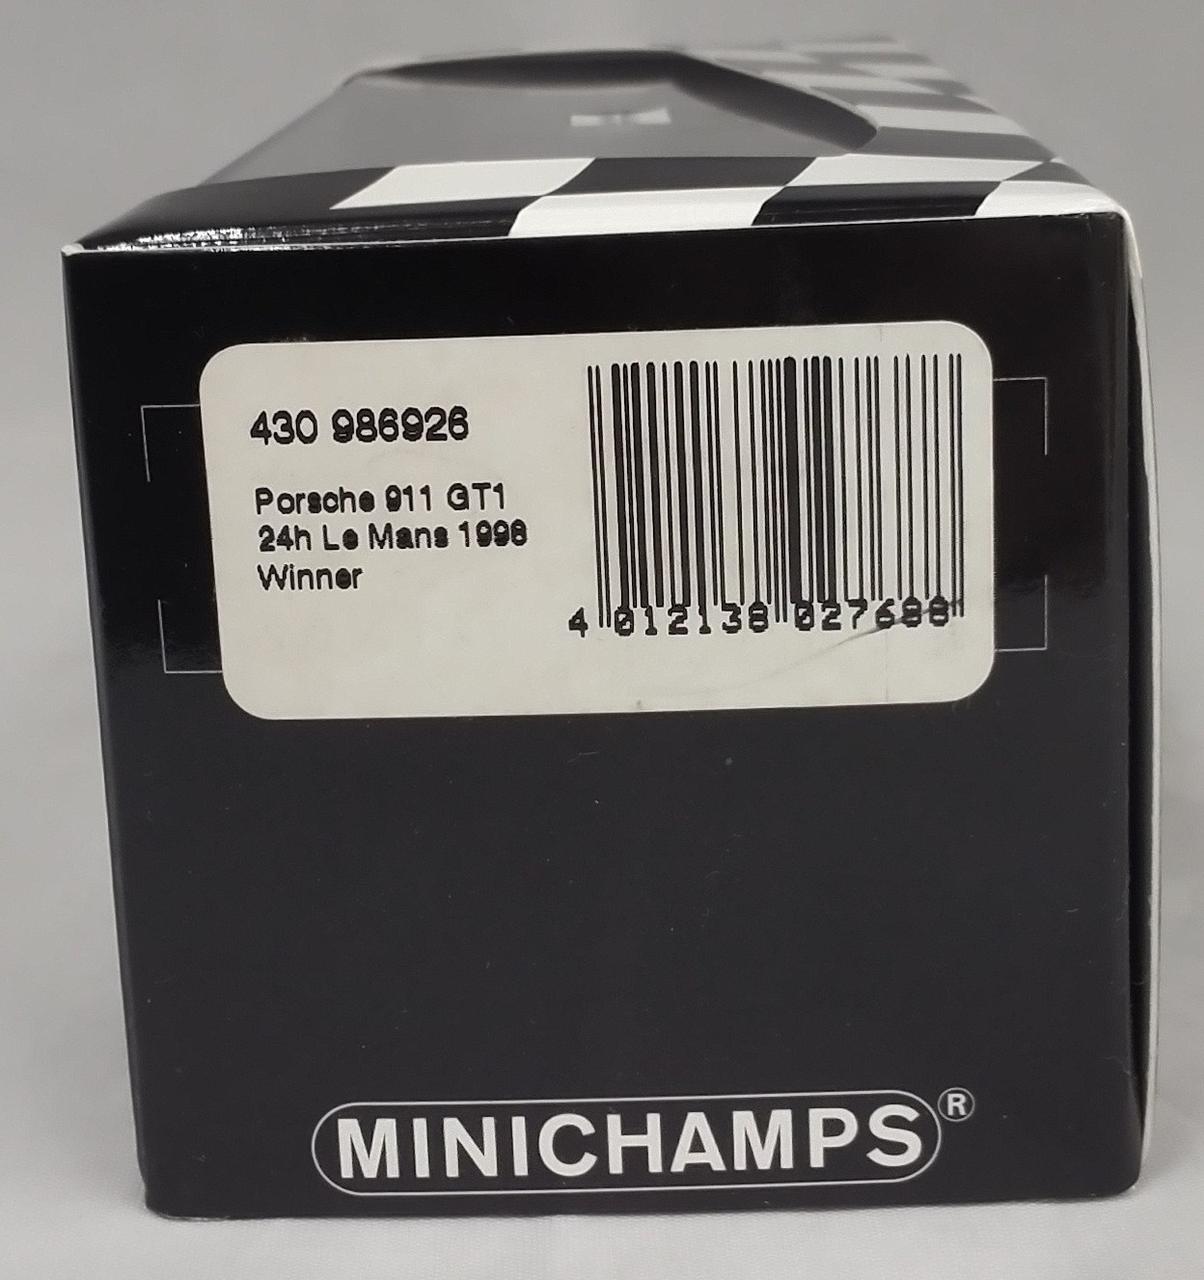 430 986926
Porsche 911 GT1
24h Le Mans 1998
Winner
4 012138 027688
MINICHAMPS®